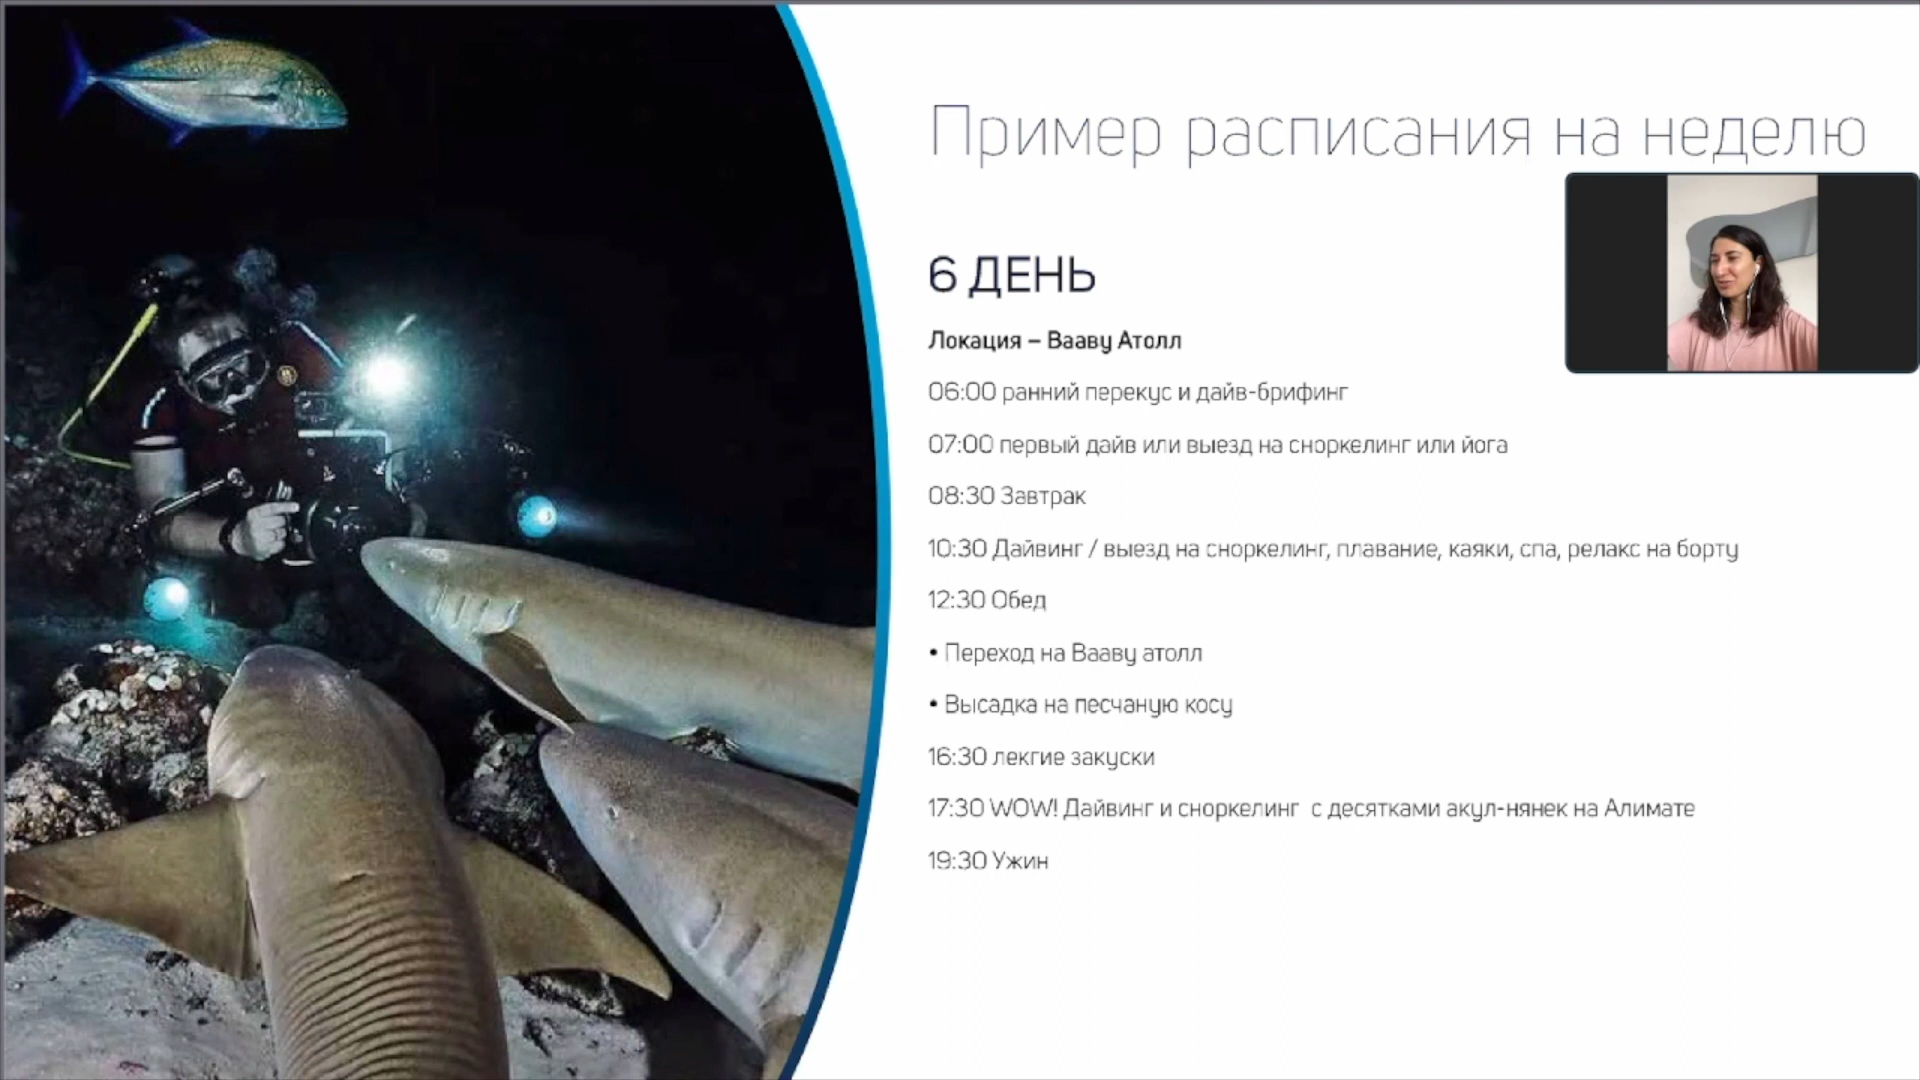 Пример расписания на неделю
6 ДЕНЬ
Локация – Вааву Атолл
06:00 ранний перекус и дайв-брифинг
07:00 первый дайв или выезд на сноркелинг или йога
08:30 Завтрак
10:30 Дайвинг / выезд на сноркелинг, плавание, каяки, спа, релакс на борту
12:30 Обед
• Переход на Вааву атолл
• Высадка на песчаную косу
16:30 лекгие закуски
17:30 WOW! Дайвинг и сноркелинг с десятками акул-нянек на Алимате
19:30 Ужин